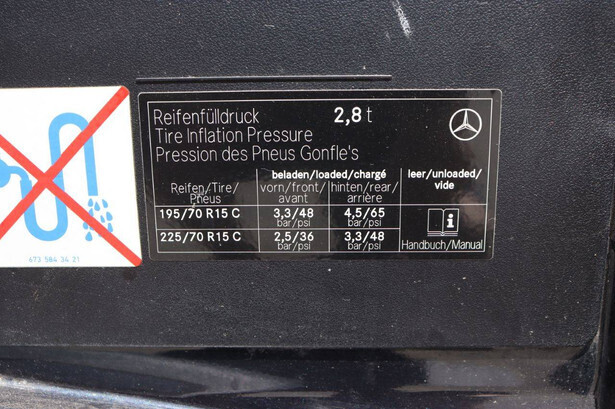 Reifenfülldruck 2,8 t
Tire Inflation Pressure
Pression des Pneus Gonfle's
beladen/loaded/chargé leer/unloaded/
Reifen/Tire/ vorn/front/ hinten/rear/ vide
Pneus avant arrière
195/70 R15 C 3,3/48 4,5/65
bar/psi bar/psi
225/70 R15 C 2,5/36 3,3/48
bar/psi bar/psi Handbuch/Manual
673 584 34 21